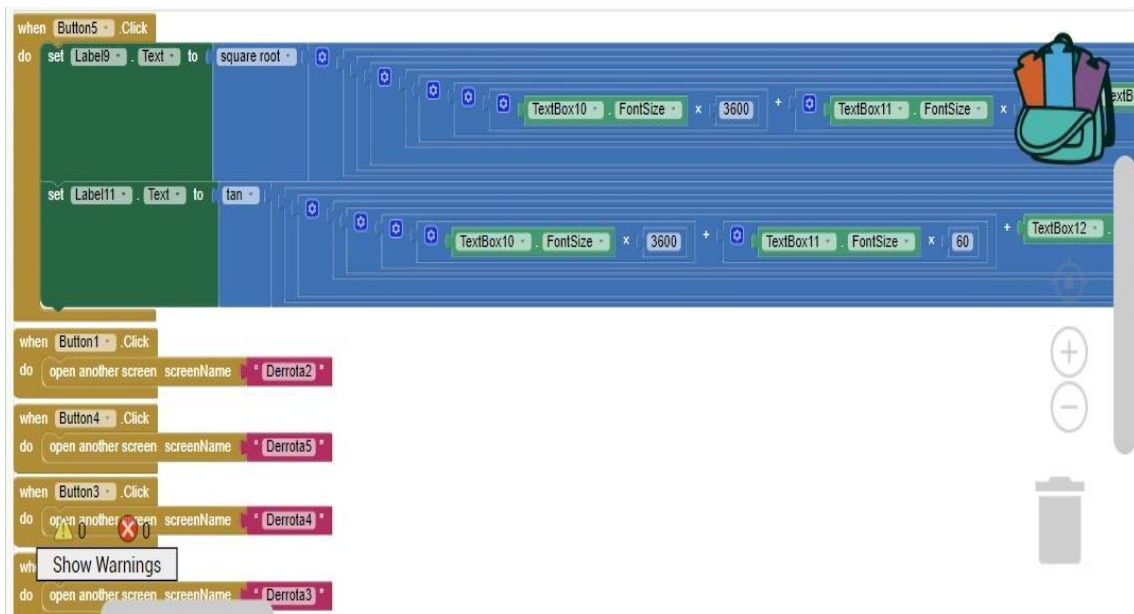 when Button5 .Click
do set Label9 . Text to square root
TextBox10 . FontSize x 3600 + TextBox11 . FontSize x
set Label11 . Text to tan
TextBox10 . FontSize x 3600 + TextBox11 . FontSize x 60 + TextBox12 .
when Button1 .Click
do open another screen screenName " Derrota2 "
when Button4 .Click
do open another screen screenName " Derrota5 "
when Button3 .Click
do open another screen screenName " Derrota4 "
0 0
Show Warnings
do open another screen screenName " Derrota3 "